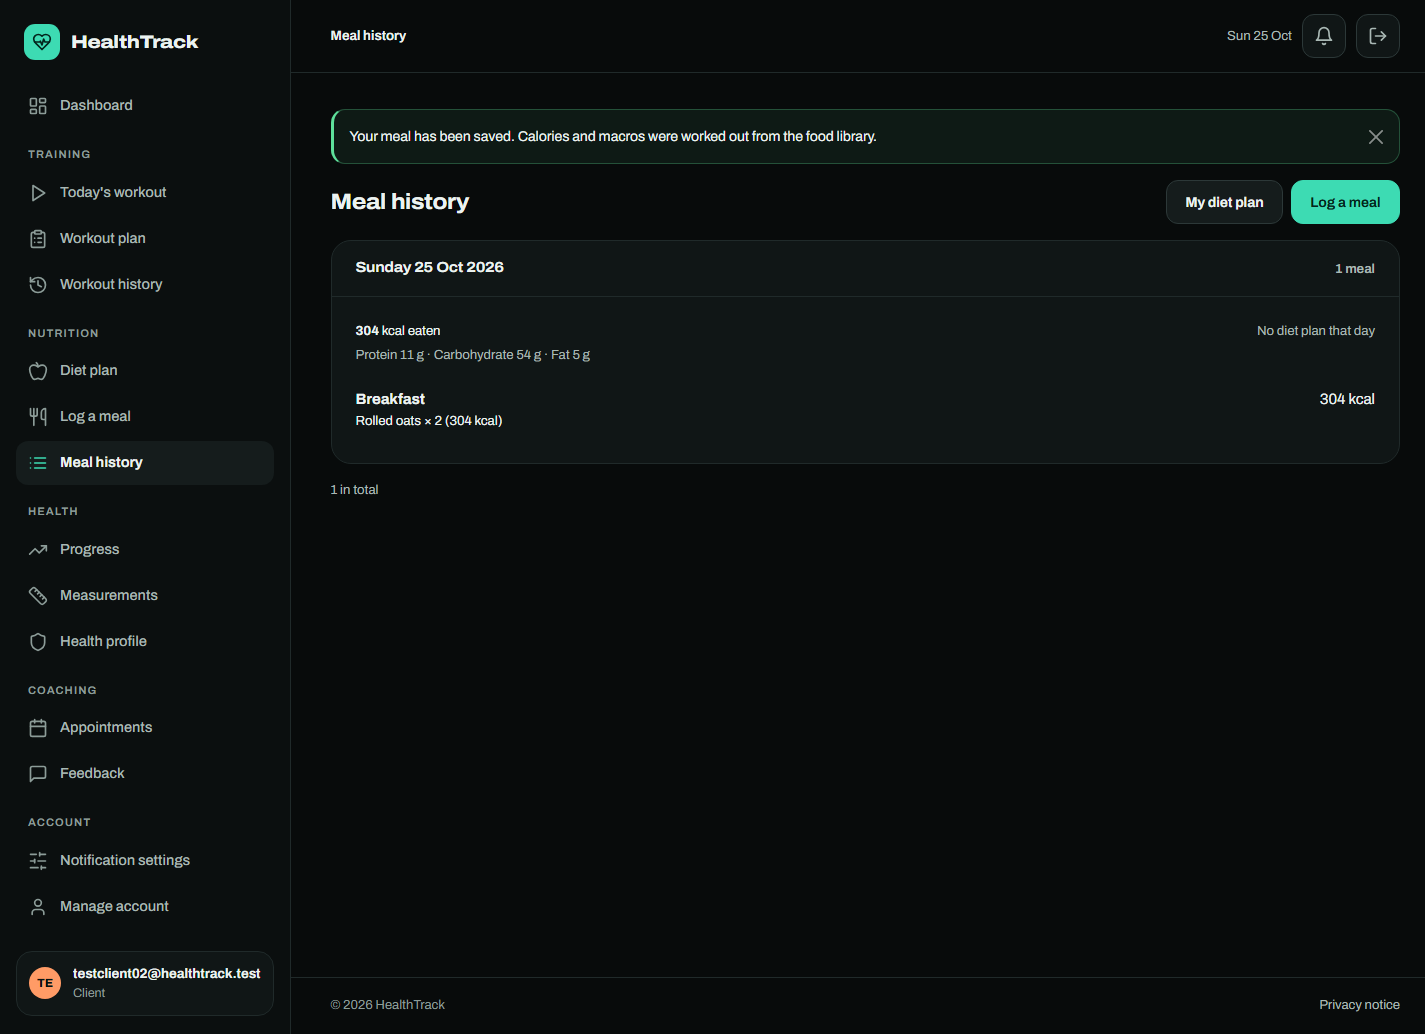 HealthTrack
Dashboard
TRAINING
Today's workout
Workout plan
Workout history
NUTRITION
Diet plan
Log a meal
Meal history
HEALTH
Progress
Measurements
Health profile
COACHING
Appointments
Feedback
ACCOUNT
Notification settings
Manage account
TE
testclient02@healthtrack.test
Client
Meal history
Sun 25 Oct
Your meal has been saved. Calories and macros were worked out from the food library.
Meal history
My diet plan
Log a meal
Sunday 25 Oct 2026
1 meal
304 kcal eaten
No diet plan that day
Protein 11 g · Carbohydrate 54 g · Fat 5 g
Breakfast
304 kcal
Rolled oats × 2 (304 kcal)
1 in total
© 2026 HealthTrack
Privacy notice